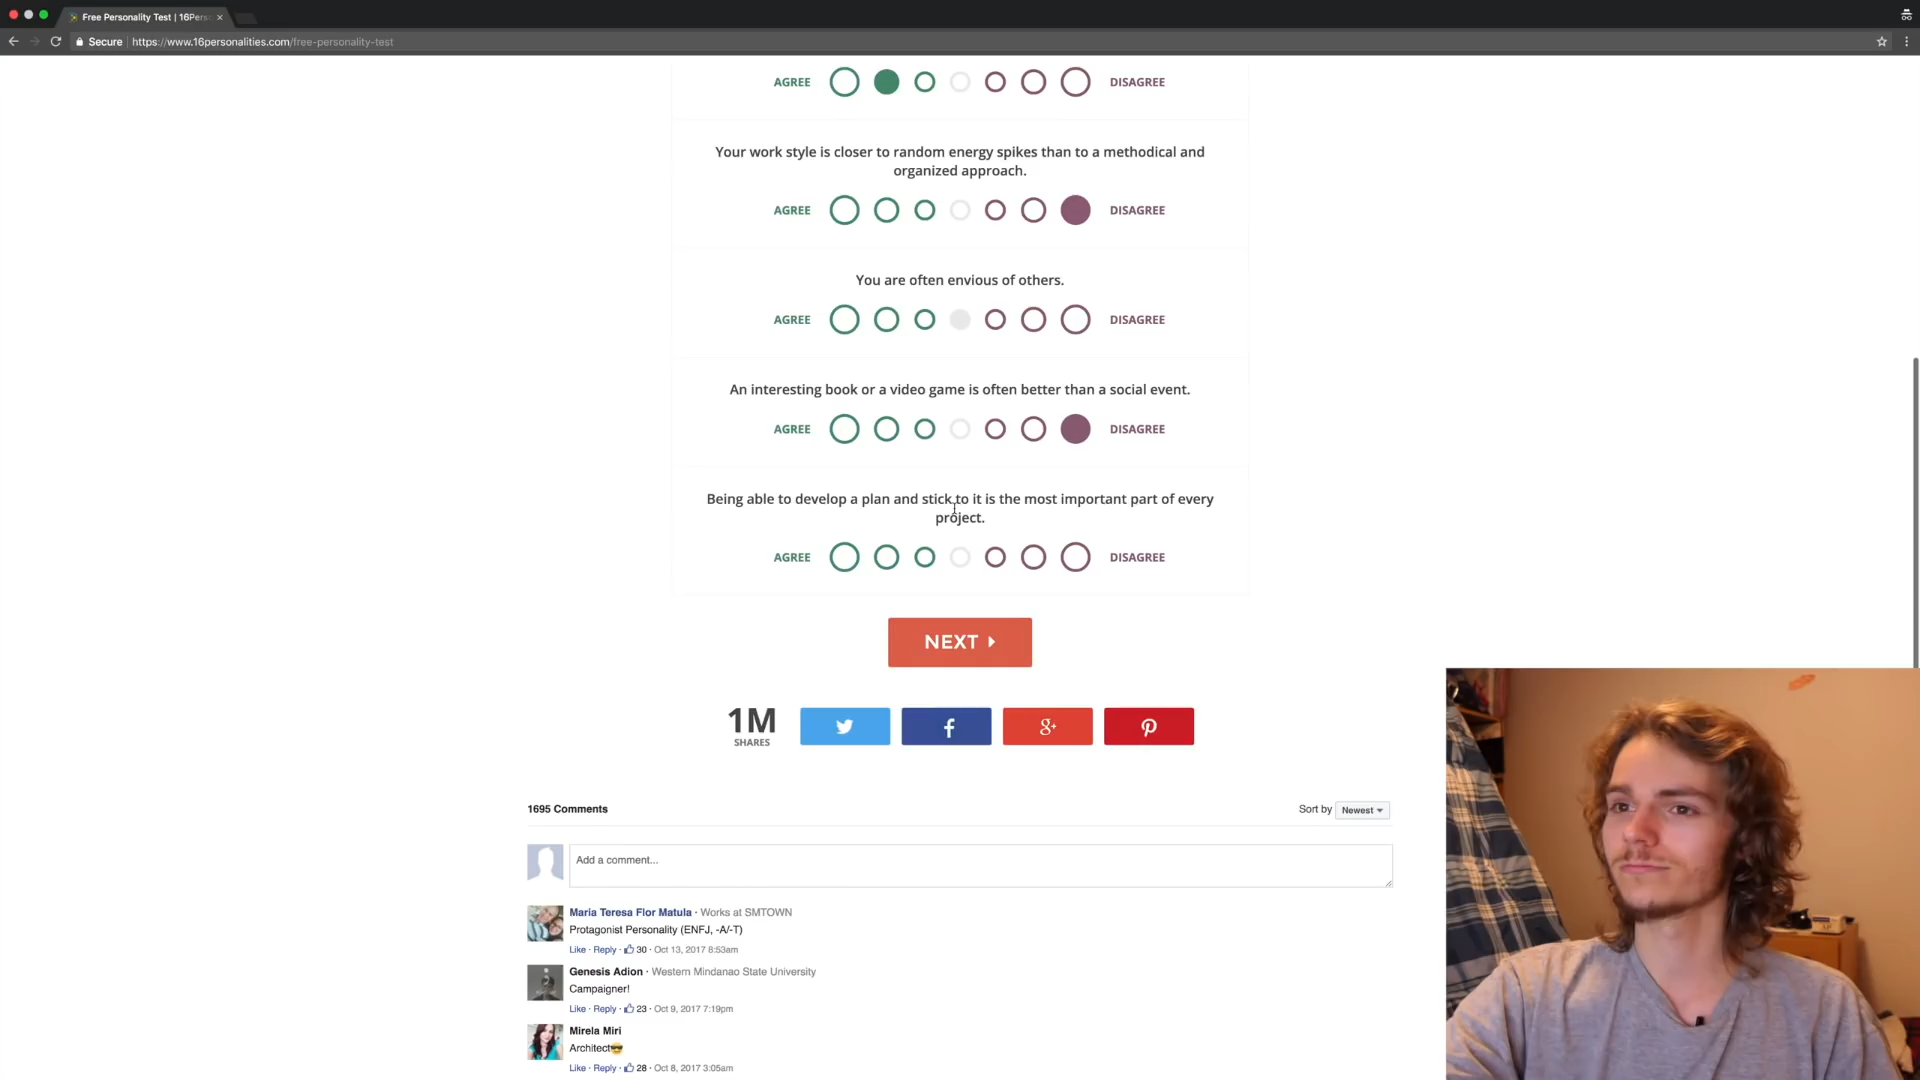 Free Personality Test | 16Pers
Secure
https://www.16personalities.com/free-personality-test
AGREE DISAGREE
Your work style is closer to random energy spikes than to a methodical and
organized approach.
AGREE DISAGREE
You are often envious of others.
AGREE DISAGREE
An interesting book or a video game is often better than a social event.
AGREE DISAGREE
Being able to develop a plan and stick to it is the most important part of every
project.
AGREE DISAGREE
NEXT
1M
SHARES
1695 Comments
Sort by Newest
Add a comment...
Maria Teresa Flor Matula · Works at SMTOWN
Protagonist Personality (ENFJ, -A/-T)
Like · Reply · 30 · Oct 13, 2017 8:53am
Genesis Adion · Western Mindanao State University
Campaigner!
Like · Reply · 23 · Oct 9, 2017 7:19pm
Mirela Miri
Architect😎
Like · Reply · 28 · Oct 8, 2017 3:05am